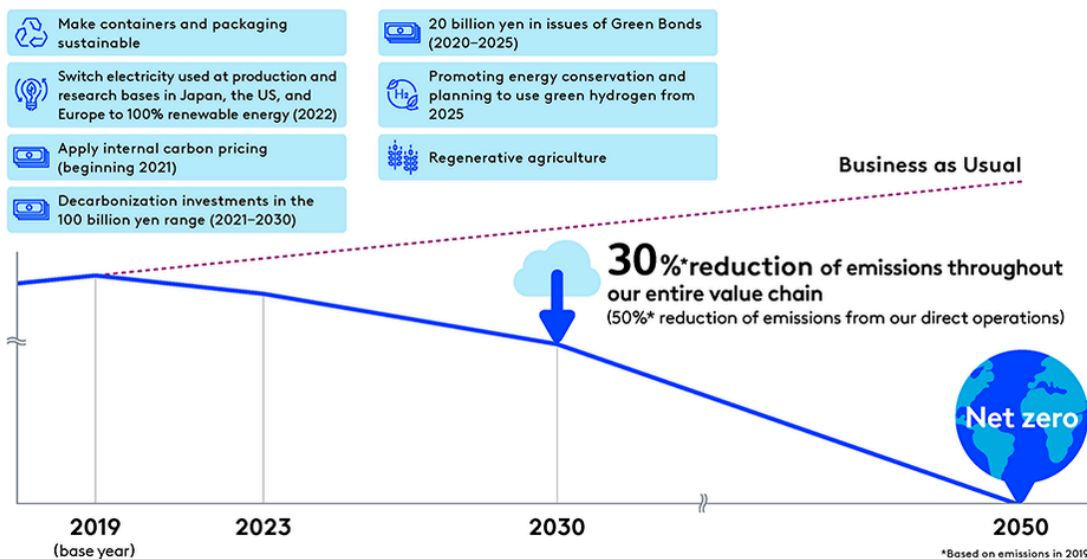 Make containers and packaging
sustainable
Switch electricity used at production and
research bases in Japan, the US, and
Europe to 100% renewable energy (2022)
Apply internal carbon pricing
(beginning 2021)
Decarbonization investments in the
100 billion yen range (2021–2030)
20 billion yen in issues of Green Bonds
(2020–2025)
H₂
Promoting energy conservation and
planning to use green hydrogen from
2025
Regenerative agriculture
Business as Usual
30%*reduction of emissions throughout
our entire value chain
(50%* reduction of emissions from our direct operations)
Net zero
2019
(base year)
2023
2030
2050
*Based on emissions in 2019